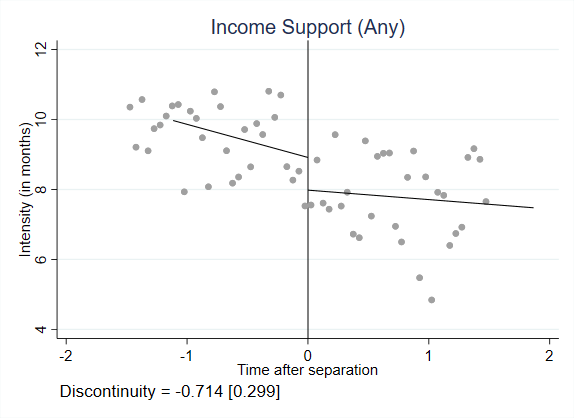 Income Support (Any)
Intensity (in months)
12
10
8
6
4
-2 -1 0 1 2
Time after separation
Discontinuity = -0.714 [0.299]